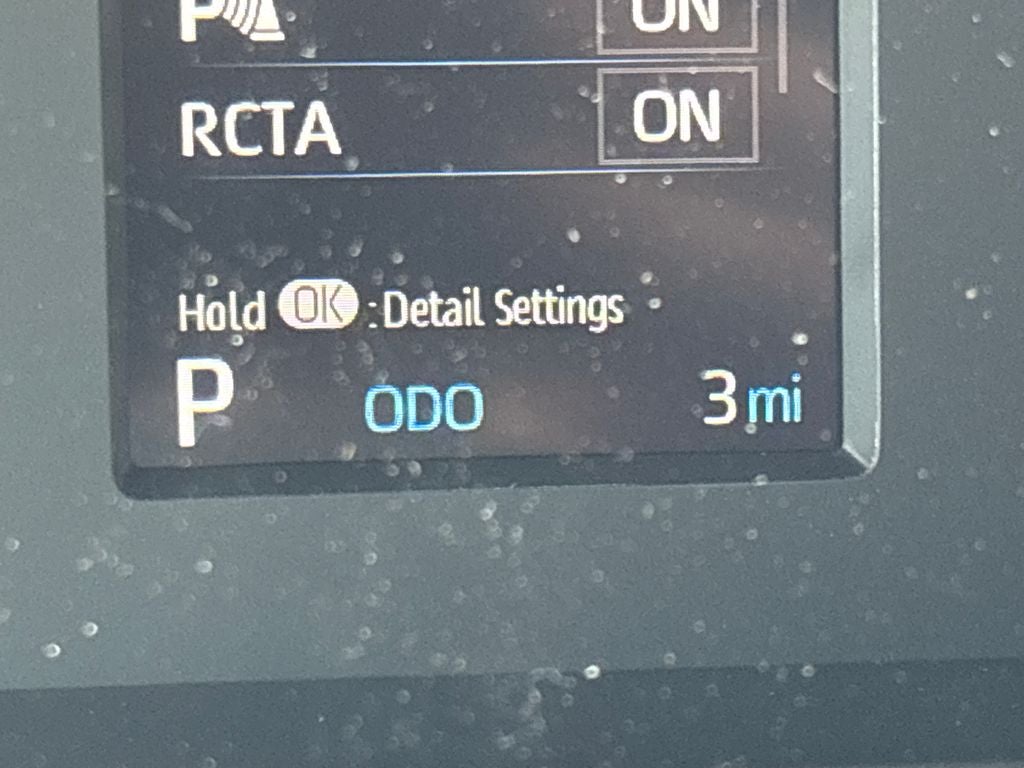 P ON
RCTA ON
Hold OK : Detail Settings
P ODO 3 mi